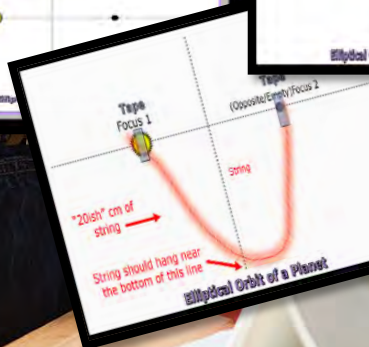 Elliptical
Tape
Focus 1
Tape
(Opposite/Empty)Focus 2
String
"20ish" cm of
string
String should hang near
the bottom of this line
Elliptical Orbit of a Planet